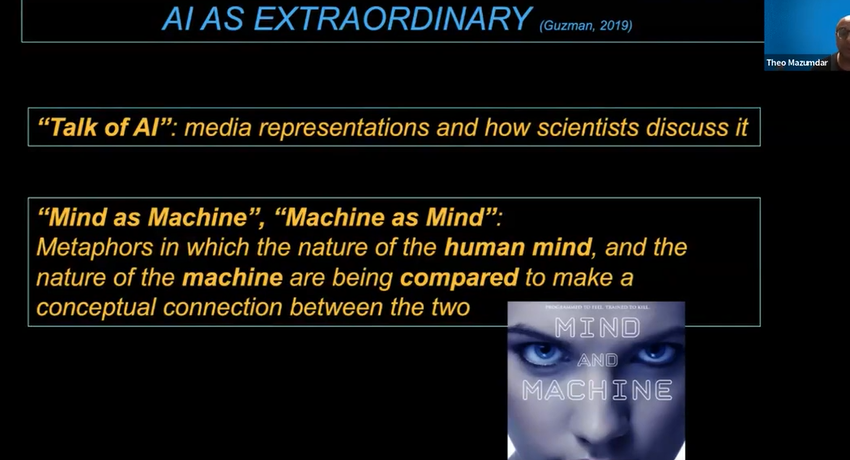 AI AS EXTRAORDINARY (Guzman, 2019)
Theo Mazumdar
“Talk of AI”: media representations and how scientists discuss it
“Mind as Machine”, “Machine as Mind”:
Metaphors in which the nature of the human mind, and the
nature of the machine are being compared to make a
conceptual connection between the two
PROGRAMMED TO FEEL. TRAINED TO KILL.
MIND
AND
MACHINE